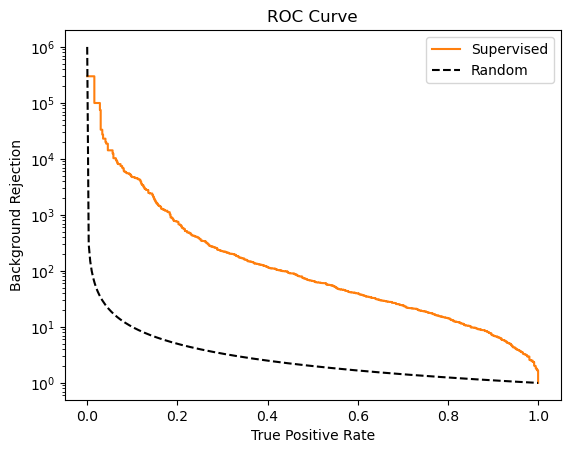 ROC Curve
Supervised
Random
Background Rejection
10⁶
10⁵
10⁴
10³
10²
10¹
10⁰
0.0 0.2 0.4 0.6 0.8 1.0
True Positive Rate